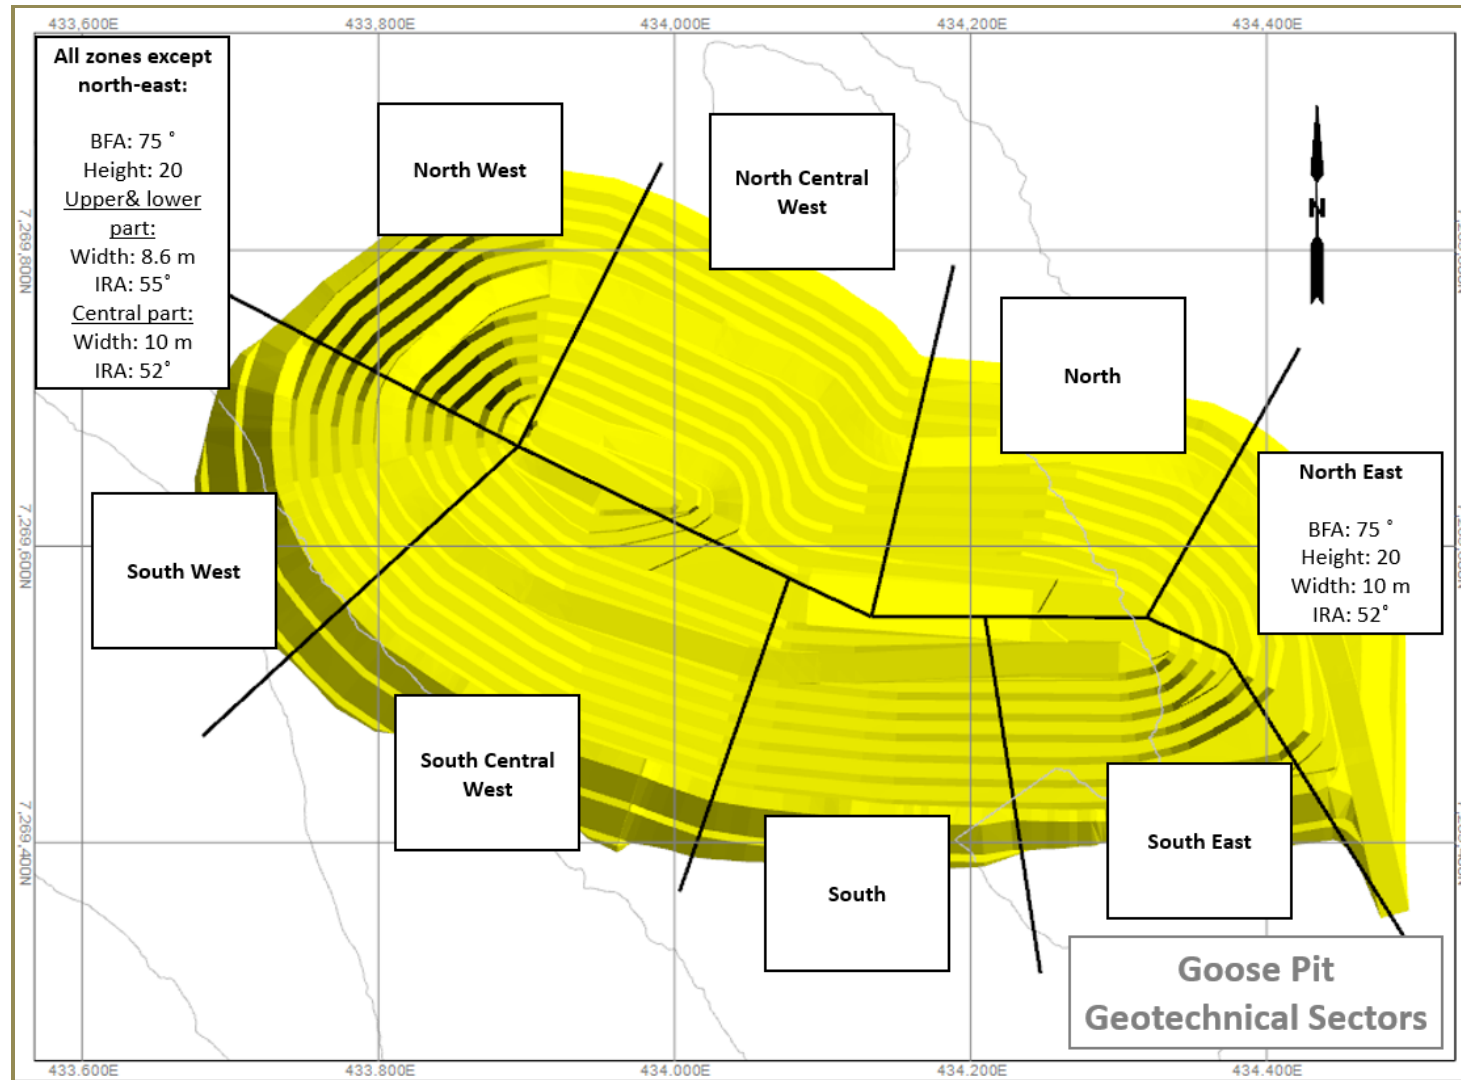 433,600E 433,800E 434,000E 434,200E 434,400E
All zones except
north-east:
BFA: 75 ˚
Height: 20
Upper& lower
part:
Width: 8.6 m
IRA: 55˚
Central part:
Width: 10 m
IRA: 52˚
North West
North Central
West
N
7,269,800N
North
North East
BFA: 75 ˚
Height: 20
Width: 10 m
IRA: 52˚
7,269,600N
South West
South Central
West
South East
7,269,400N
South
Goose Pit
Geotechnical Sectors
433,600E 433,800E 434,000E 434,200E 434,400E